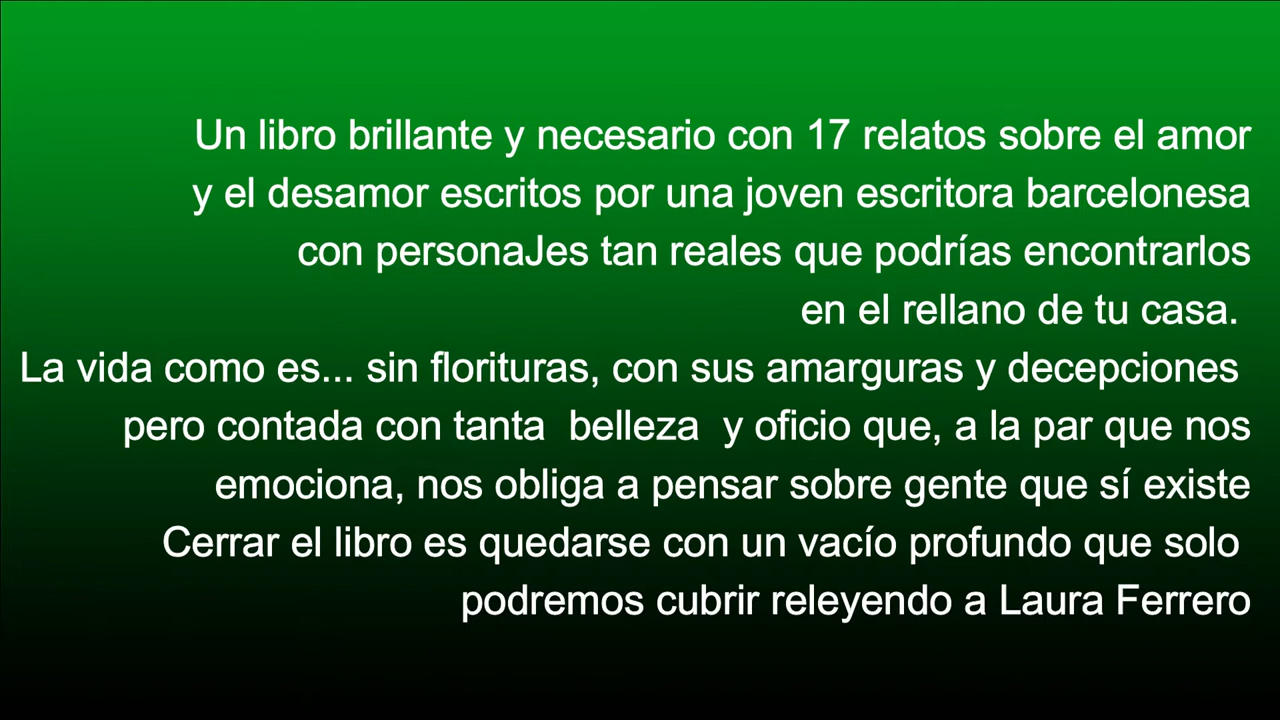 Un libro brillante y necesario con 17 relatos sobre el amor
y el desamor escritos por una joven escritora barcelonesa
con personaJes tan reales que podrías encontrarlos
en el rellano de tu casa.
La vida como es... sin florituras, con sus amarguras y decepciones
pero contada con tanta  belleza  y oficio que, a la par que nos
emociona, nos obliga a pensar sobre gente que sí existe
Cerrar el libro es quedarse con un vacío profundo que solo
podremos cubrir releyendo a Laura Ferrero